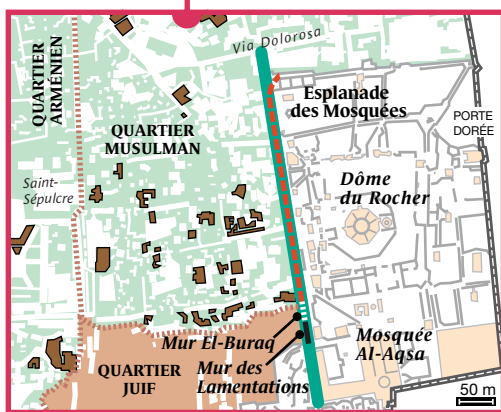 Via Dolorosa
QUARTIER
ARMÉNIEN
Esplanade
des Mosquées
QUARTIER
MUSULMAN
PORTE
DORÉE
Saint-
Sépulcre
Dôme
du Rocher
Mur El-Buraq
Mosquée
Al-Aqsa
Mur des
Lamentations
QUARTIER
JUIF
50 m